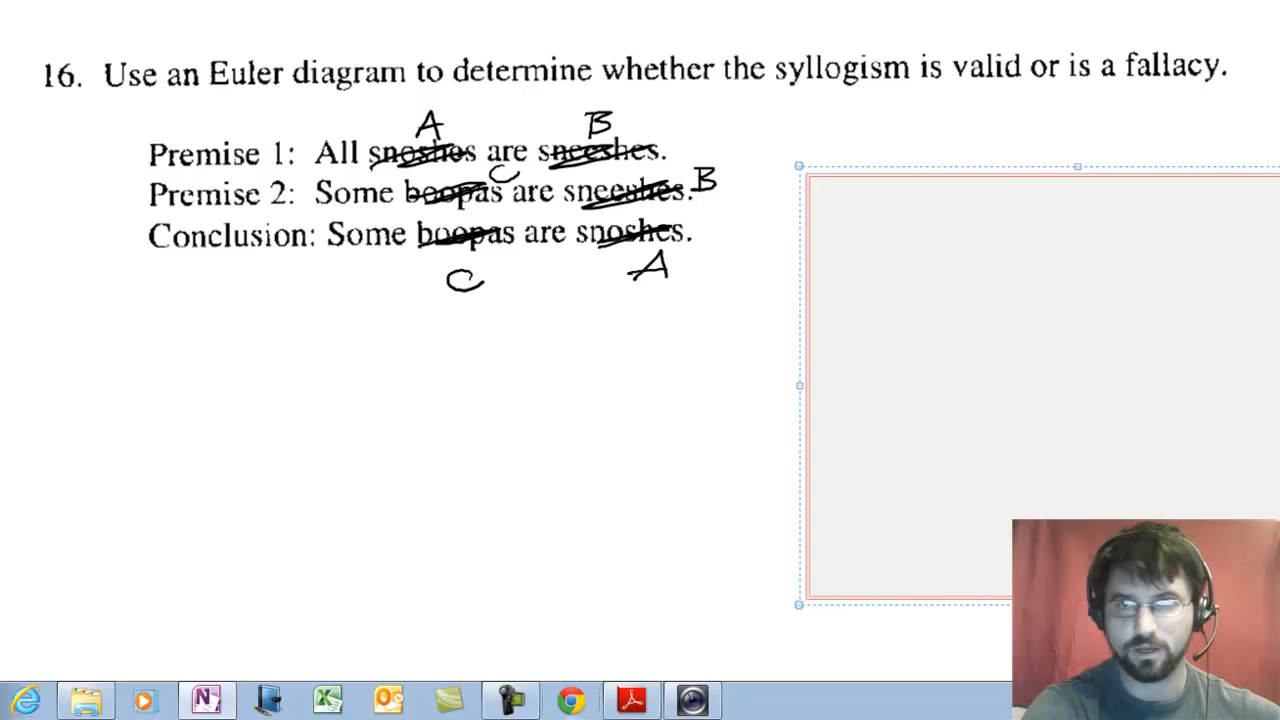 16. Use an Euler diagram to determine whether the syllogism is valid or is a fallacy.
A B
Premise 1: All snoshes are sneeshes.
C
Premise 2: Some boopas are sneeshes. B
Conclusion: Some boopas are snoshes.
C A